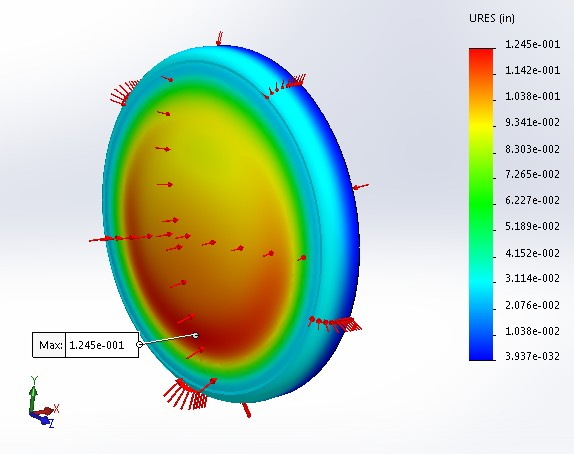 URES (in)
1.245e-001
1.142e-001
1.038e-001
9.341e-002
8.303e-002
7.265e-002
6.227e-002
5.189e-002
4.152e-002
3.114e-002
2.076e-002
1.038e-002
3.937e-032
Max: 1.245e-001
Y
X
Z